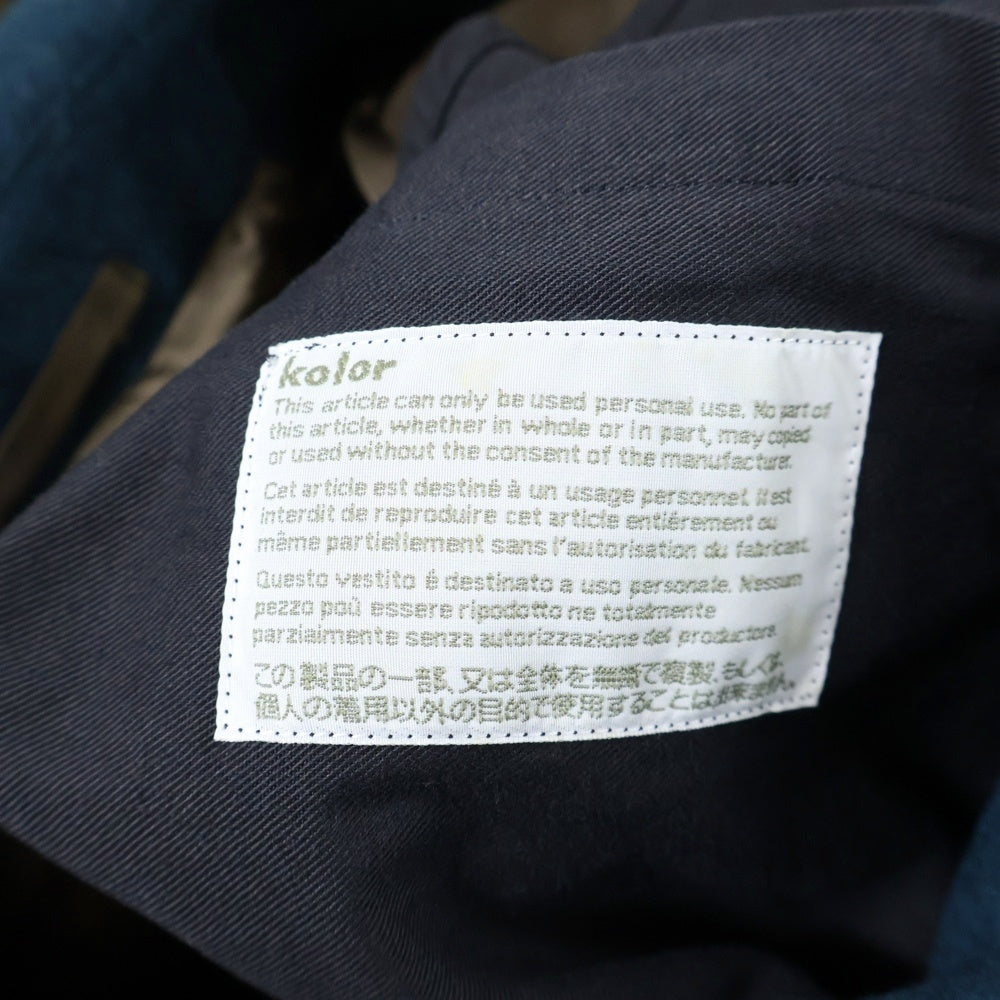 kolor
This article can only be used personal use. No part of
this article, whether in whole or in part, may copied
or used without the consent of the manufacture.
Cet article est destiné à un usage personnel. Il est
interdit de reproduire cet article entiérement ou
même partiellement sans l'autorisation du fabricant.
Questo vestito é destinato a uso personale. Nessum
pezzo poù essere ripodotto ne totalmente
parziaimente senza autorizzazione del productore.
この製品の一部、又は全体を無断で複製、もしくは、
個人の着用以外の目的で使用することは出来ません。